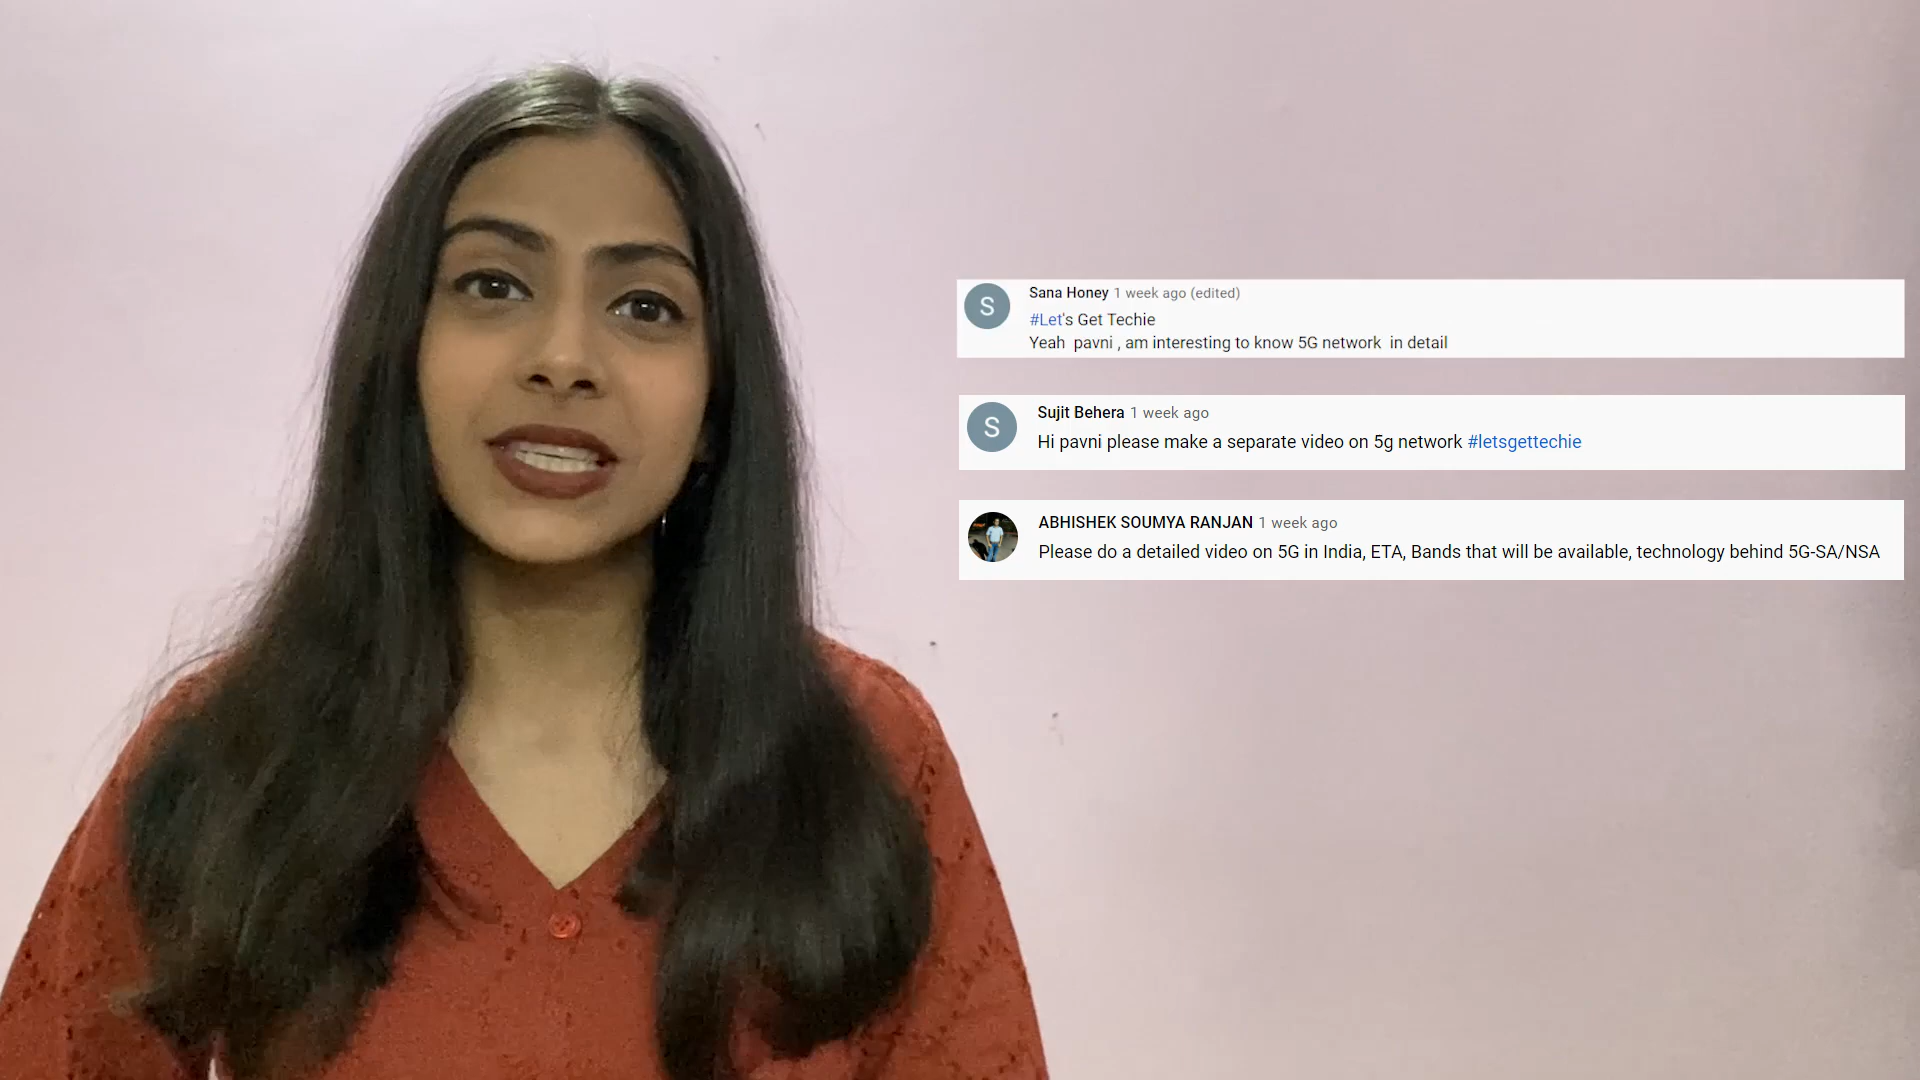 S
Sana Honey 1 week ago (edited)
#Let's Get Techie
Yeah pavni , am interesting to know 5G network in detail
S
Sujit Behera 1 week ago
Hi pavni please make a separate video on 5g network #letsgettechie
ABHISHEK SOUMYA RANJAN 1 week ago
Please do a detailed video on 5G in India, ETA, Bands that will be available, technology behind 5G-SA/NSA